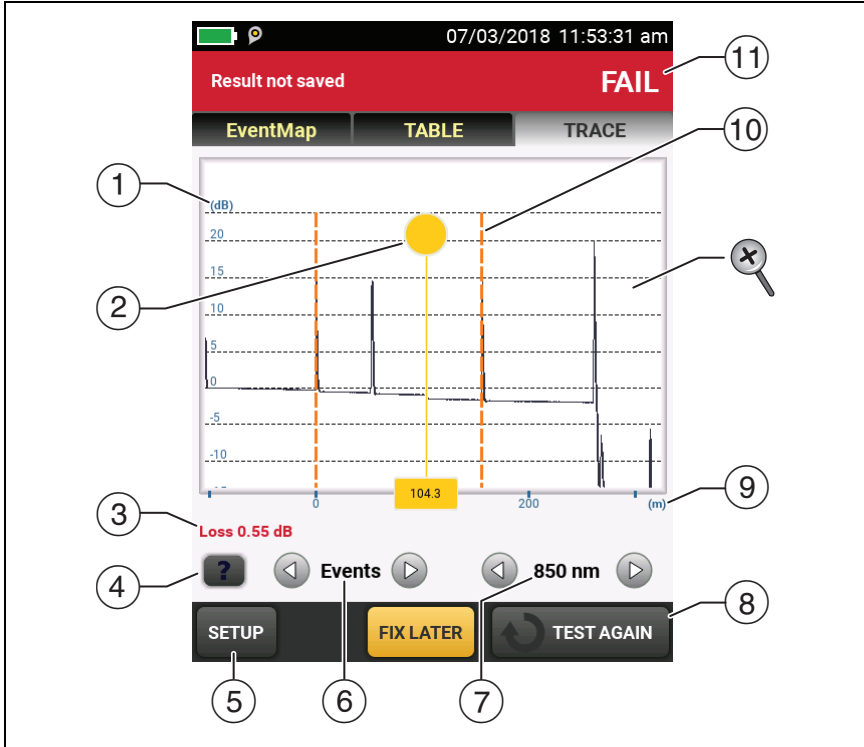 07/03/2018 11:53:31 am
Result not saved FAIL
EventMap TABLE TRACE
(dB)
20
15
10
5
0
-5
-10
0 104.3 200 (m)
Loss 0.55 dB
? Events 850 nm
SETUP FIX LATER TEST AGAIN
1
2
3
4
5
6
7
8
9
10
11